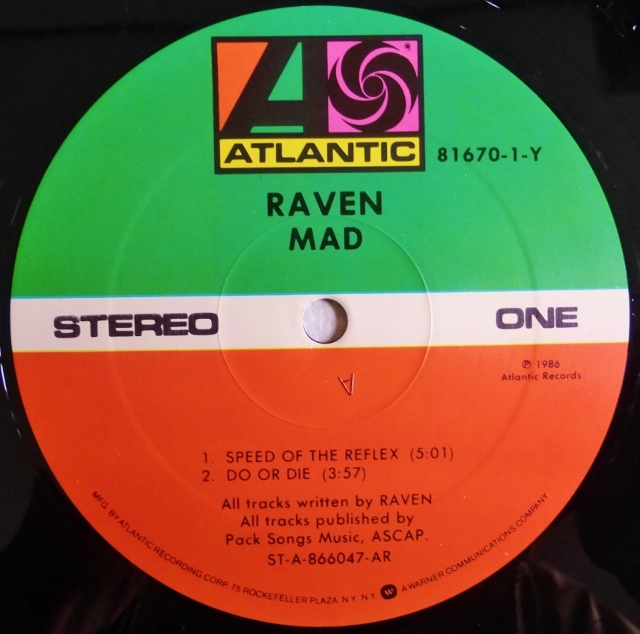 ATLANTIC
81670-1-Y
RAVEN
MAD
STEREO
ONE
℗ 1986
Atlantic Records
A
1. SPEED OF THE REFLEX (5:01)
2. DO OR DIE (3:57)
All tracks written by RAVEN
All tracks published by
Pack Songs Music, ASCAP.
ST-A-866047-AR
MFG. BY ATLANTIC RECORDING CORP. 75 ROCKEFELLER PLAZA N Y N Y W A WARNER COMMUNICATIONS COMPANY